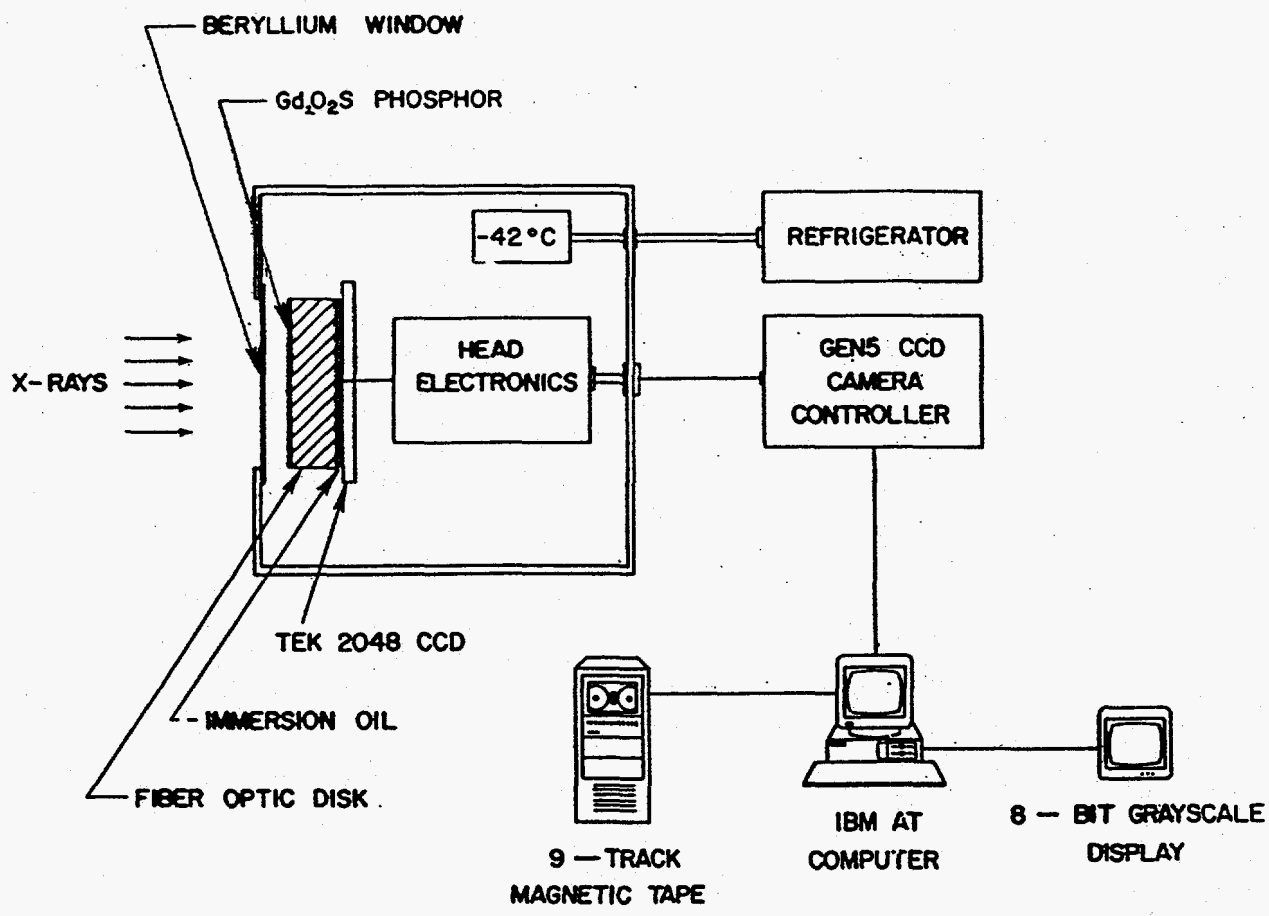 BERYLLIUM WINDOW
Gd₂O₂S PHOSPHOR
-42°C
REFRIGERATOR
X-RAYS
HEAD
ELECTRONICS
GEN5 CCD
CAMERA
CONTROLLER
TEK 2048 CCD
IMMERSION OIL
FIBER OPTIC DISK
9 — TRACK
MAGNETIC TAPE
IBM AT
COMPUTER
8 — BIT GRAYSCALE
DISPLAY